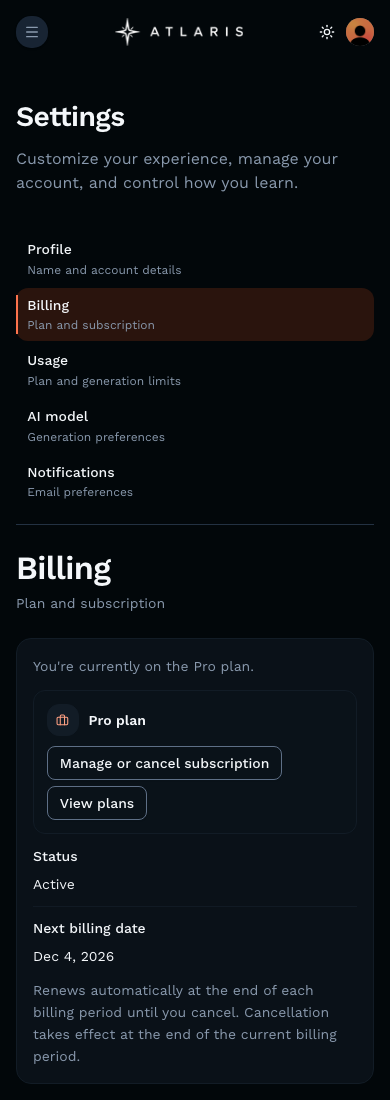 ATLARIS
Settings
Customize your experience, manage your
account, and control how you learn.
Profile
Name and account details
Billing
Plan and subscription
Usage
Plan and generation limits
AI model
Generation preferences
Notifications
Email preferences
Billing
Plan and subscription
You're currently on the Pro plan.
Pro plan
Manage or cancel subscription
View plans
Status
Active
Next billing date
Dec 4, 2026
Renews automatically at the end of each
billing period until you cancel. Cancellation
takes effect at the end of the current billing
period.